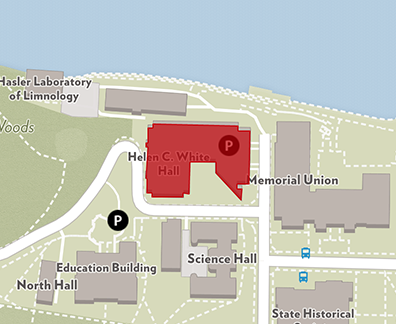 Hasler Laboratory
of Limnology
Woods
Helen C. White
Hall
P
Memorial Union
P
Science Hall
Education Building
North Hall
State Historical